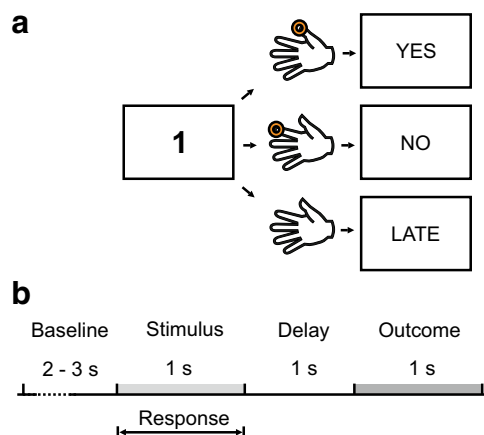 a
YES
1
NO
LATE
b
Baseline Stimulus Delay Outcome
2 - 3 s 1 s 1 s 1 s
Response